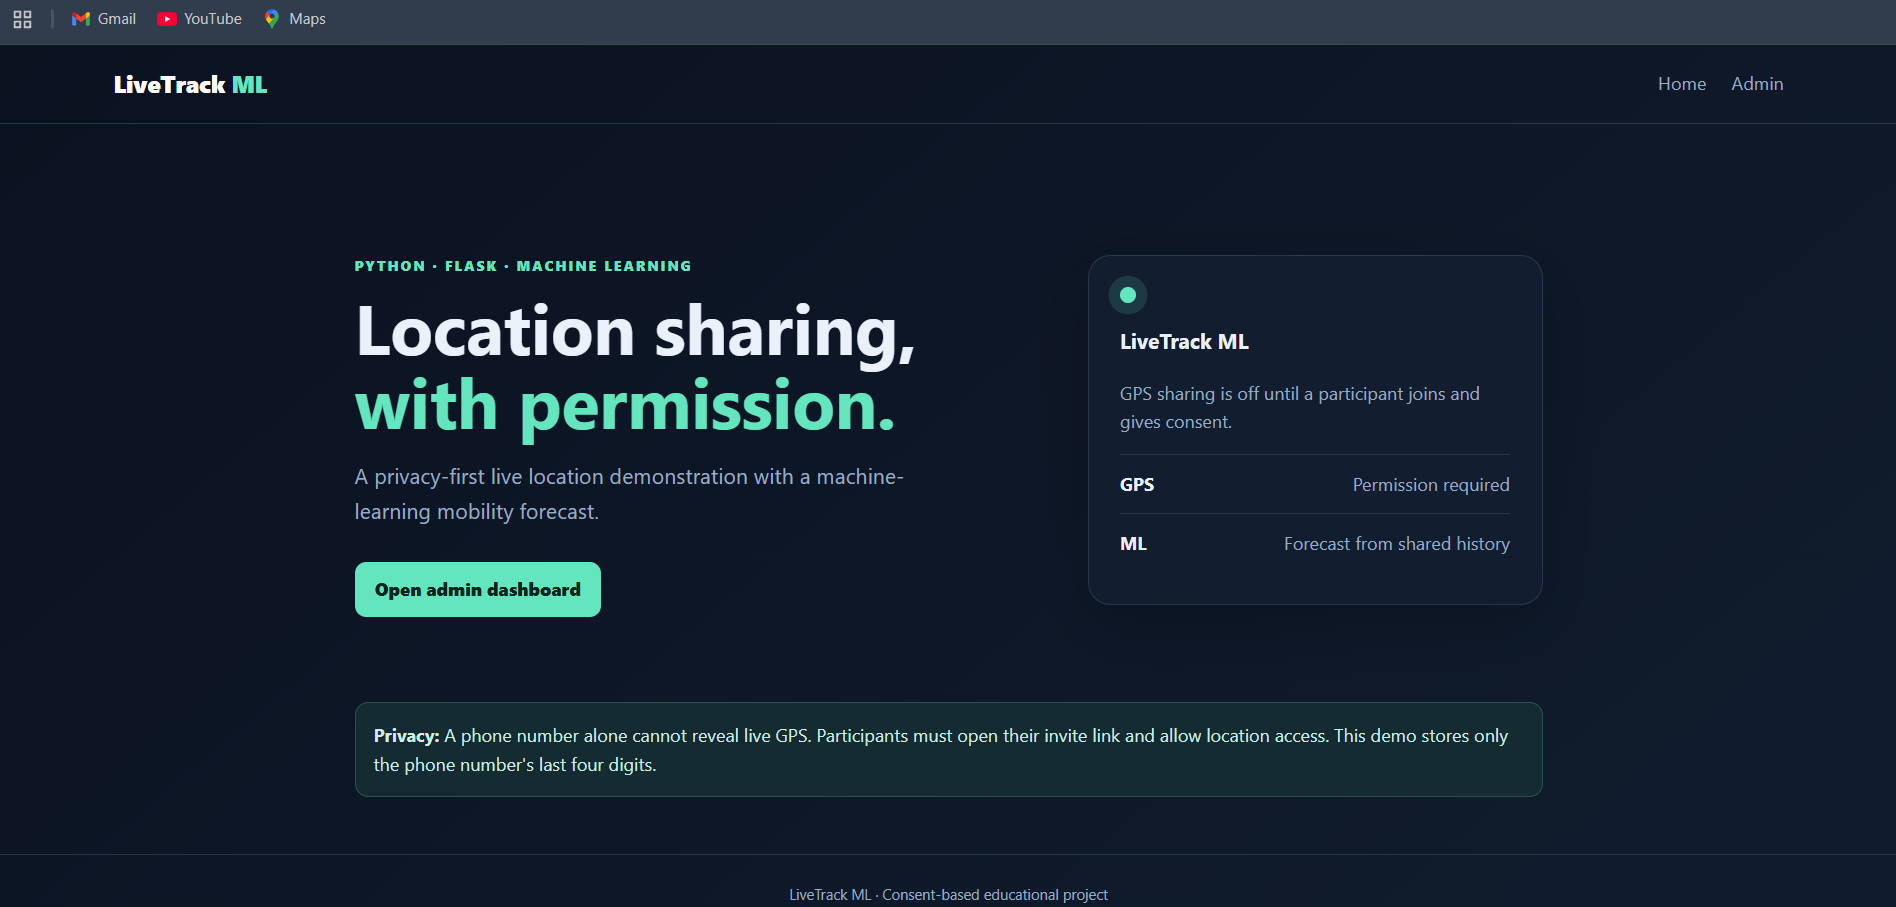 Gmail YouTube Maps
LiveTrack ML Home Admin
PYTHON · FLASK · MACHINE LEARNING
Location sharing,
with permission.
A privacy-first live location demonstration with a machine-
learning mobility forecast.
Open admin dashboard
LiveTrack ML
GPS sharing is off until a participant joins and
gives consent.
GPS Permission required
ML Forecast from shared history
Privacy: A phone number alone cannot reveal live GPS. Participants must open their invite link and allow location access. This demo stores only
the phone number's last four digits.
LiveTrack ML · Consent-based educational project